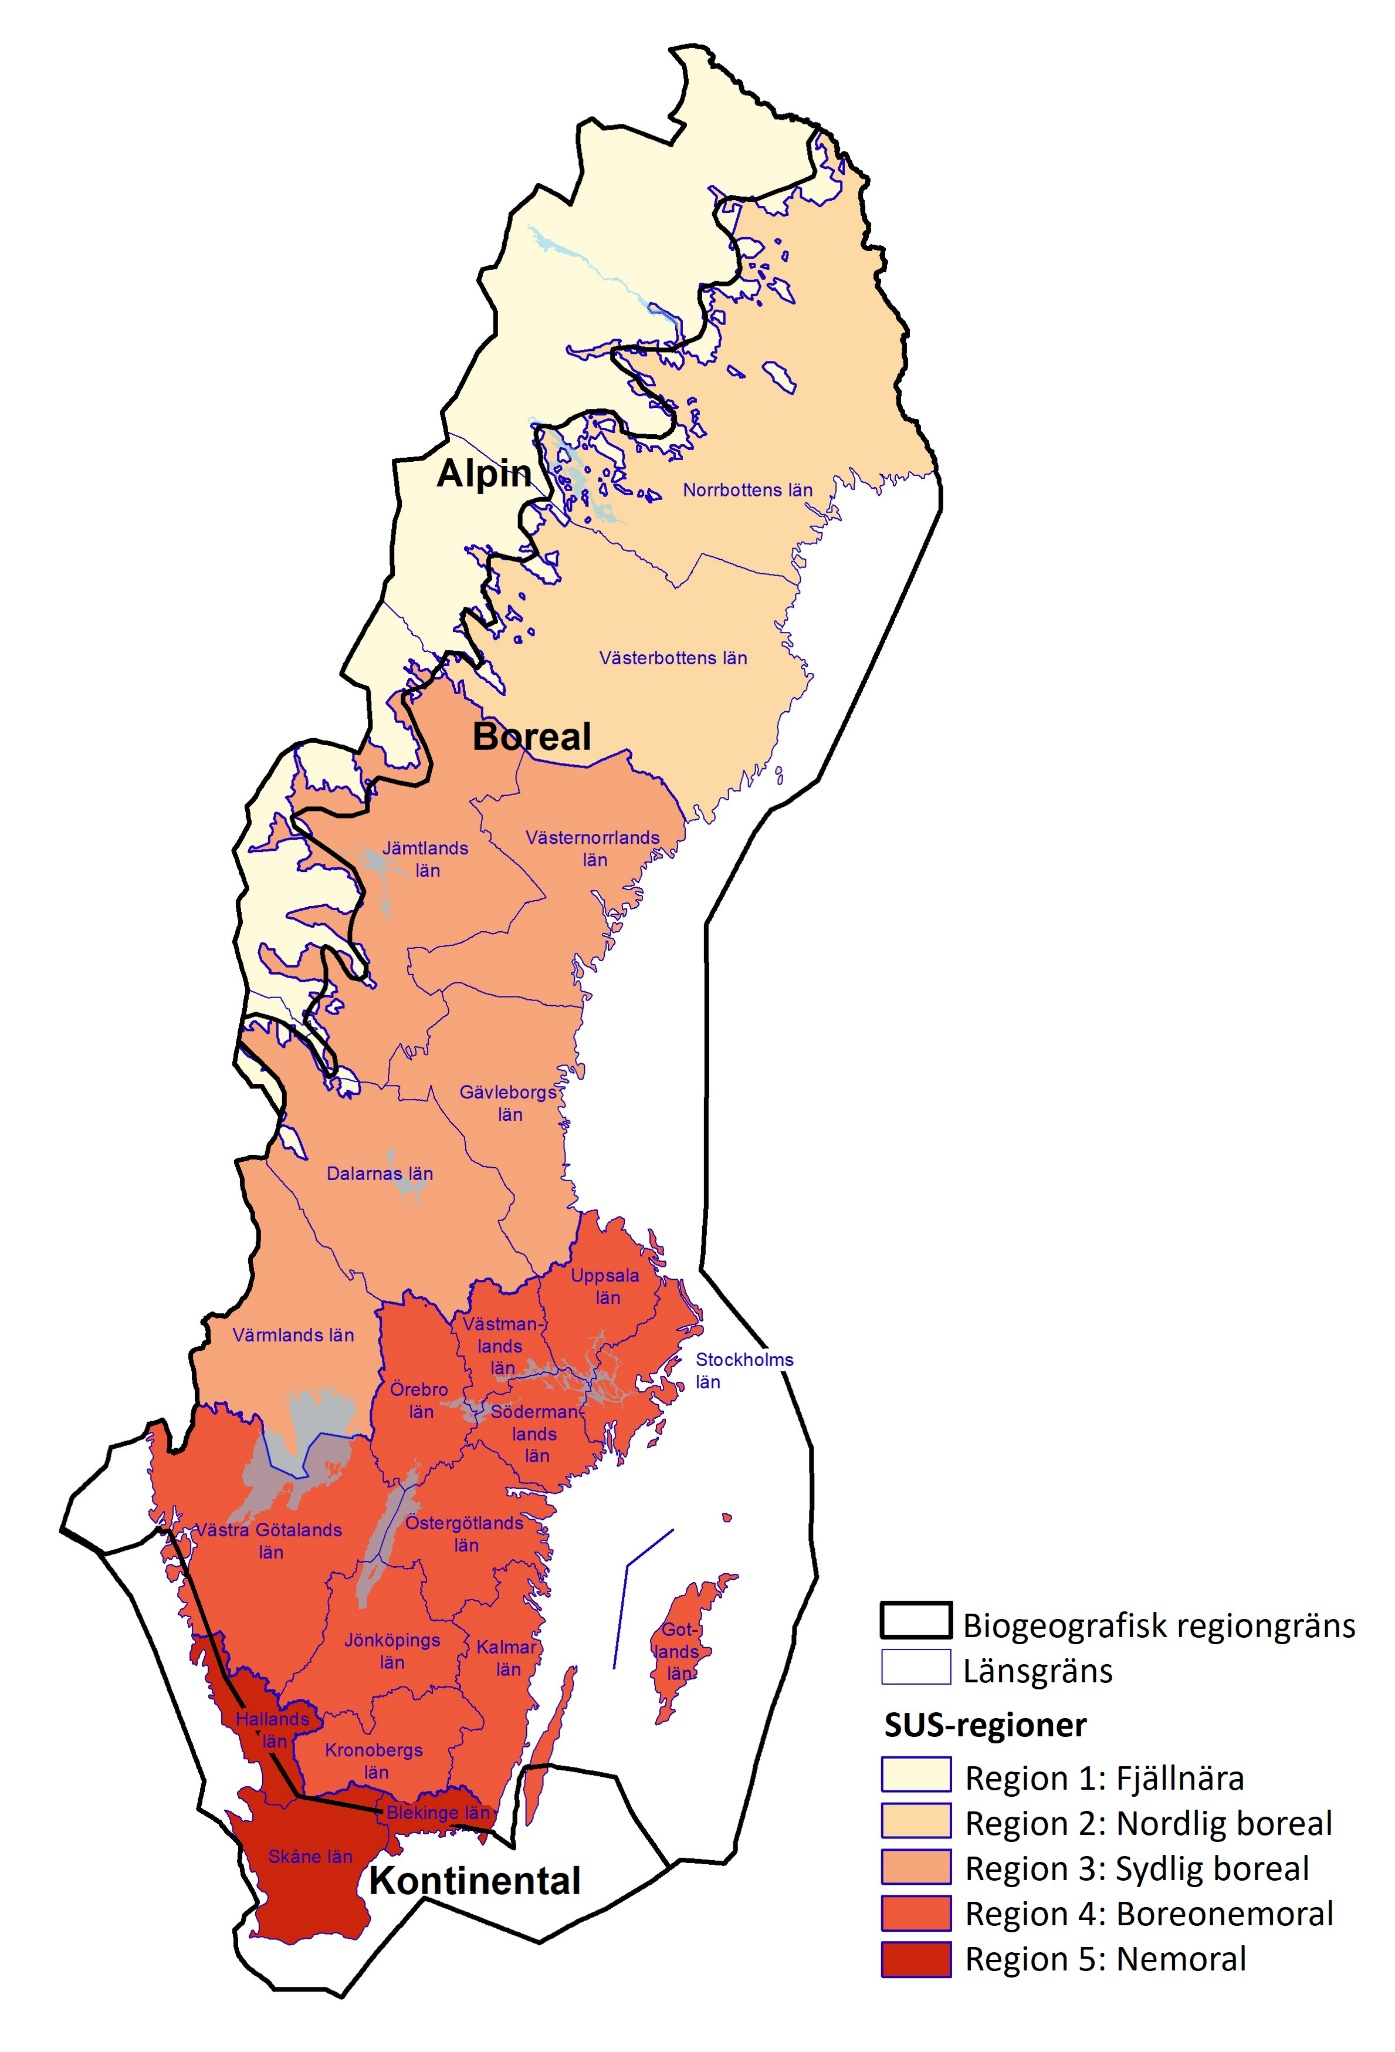 Alpin
Norrbottens län
Västerbottens län
Boreal
Jämtlands
län
Västernorrlands
län
Gävleborgs
län
Dalarnas län
Uppsala
län
Värmlands län
Västman-
lands
län
Stockholms
län
Örebro
län
Söderman-
lands
län
Västra Götalands
län
Östergötlands
län
Jönköpings
län
Kalmar
län
Got-
lands
län
Hallands
län
Kronobergs
län
Blekinge län
Skåne län
Kontinental
Biogeografisk regiongräns
Länsgräns
SUS-regioner
Region 1: Fjällnära
Region 2: Nordlig boreal
Region 3: Sydlig boreal
Region 4: Boreonemoral
Region 5: Nemoral